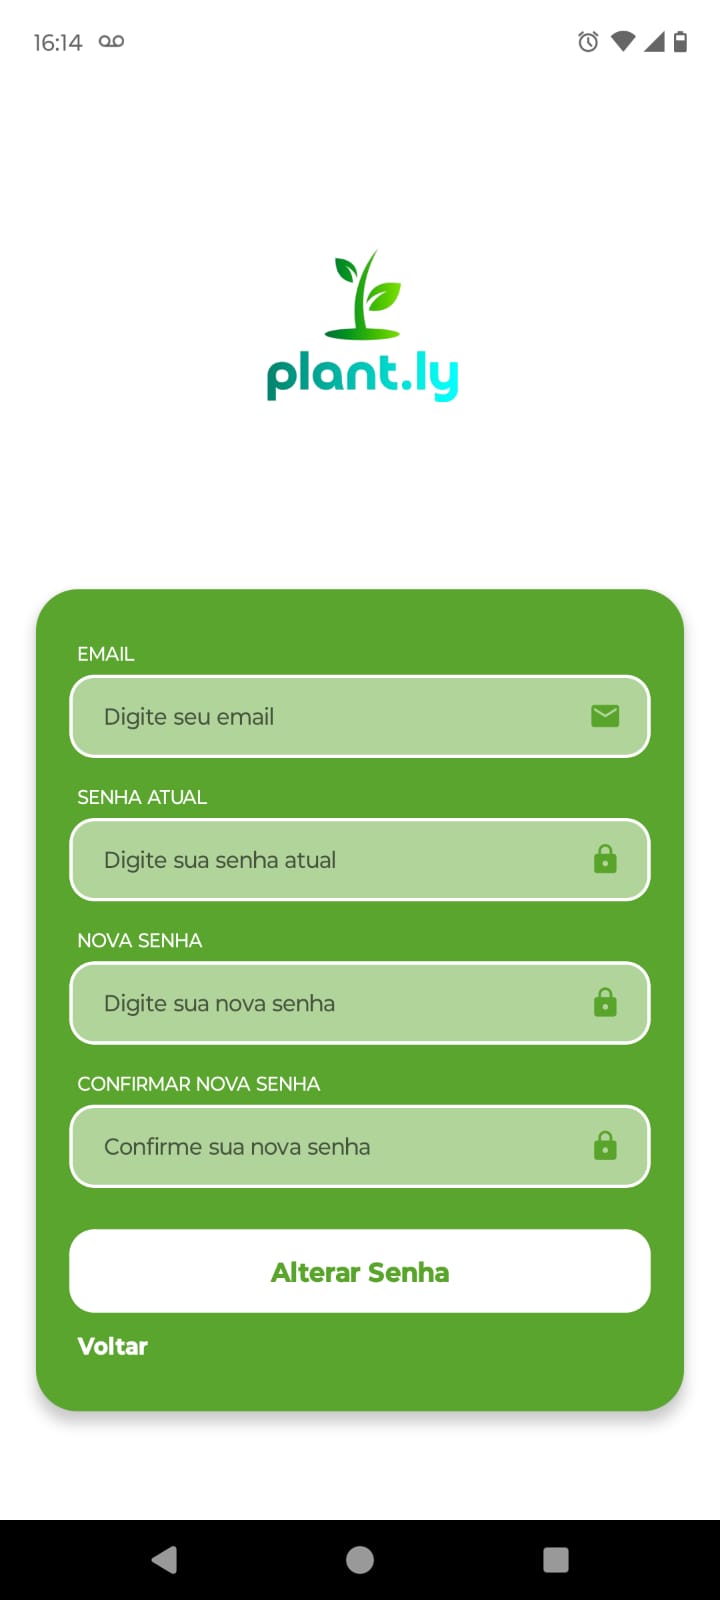 16:14
plant.ly
EMAIL
Digite seu email
SENHA ATUAL
Digite sua senha atual
NOVA SENHA
Digite sua nova senha
CONFIRMAR NOVA SENHA
Confirme sua nova senha
Alterar Senha
Voltar